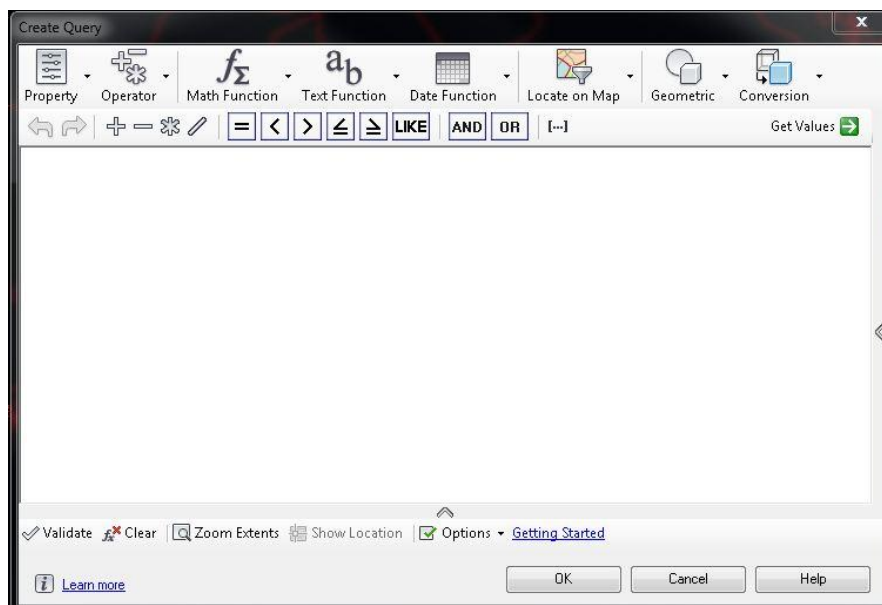 Create Query
x
Property Operator Math Function Text Function Date Function Locate on Map Geometric Conversion
= < > ≤ ≥ LIKE AND OR [...] Get Values
Validate Clear Zoom Extents Show Location Options Getting Started
Learn more OK Cancel Help